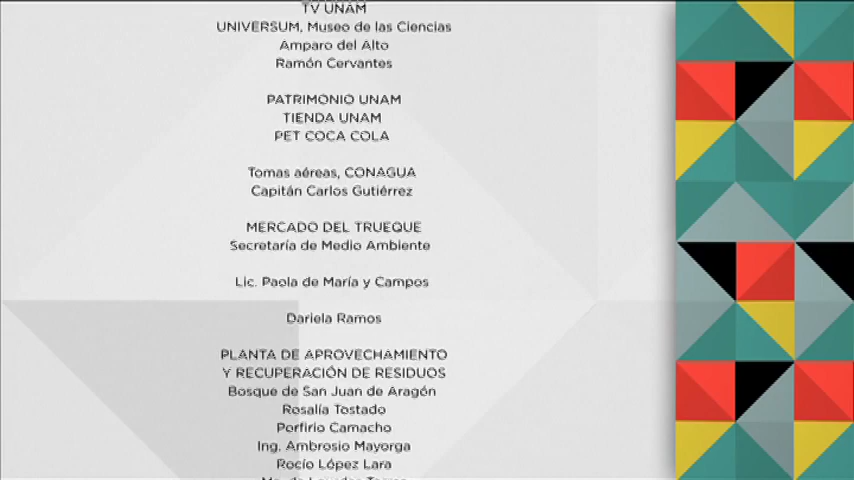 TV UNAM
UNIVERSUM, Museo de las Ciencias
Amparo del Alto
Ramón Cervantes
PATRIMONIO UNAM
TIENDA UNAM
PET COCA COLA
Tomas aéreas, CONAGUA
Capitán Carlos Gutiérrez
MERCADO DEL TRUEQUE
Secretaría de Medio Ambiente
Lic. Paola de María y Campos
Dariela Ramos
PLANTA DE APROVECHAMIENTO
Y RECUPERACIÓN DE RESIDUOS
Bosque de San Juan de Aragón
Rosalía Tostado
Porfirio Camacho
Ing. Ambrosio Mayorga
Rocío López Lara